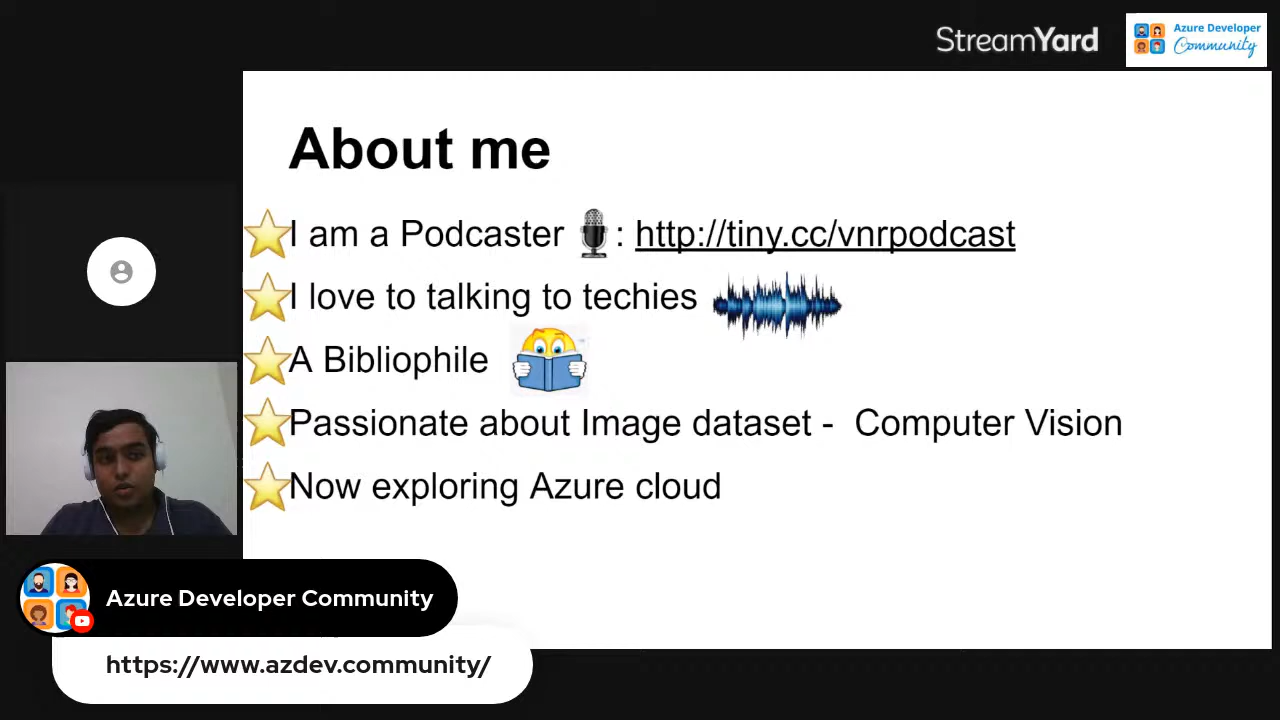 StreamYard
Azure Developer
Community
About me
I am a Podcaster : http://tiny.cc/vnrpodcast
I love to talking to techies
A Bibliophile
Passionate about Image dataset - Computer Vision
Now exploring Azure cloud
Azure Developer Community
https://www.azdev.community/